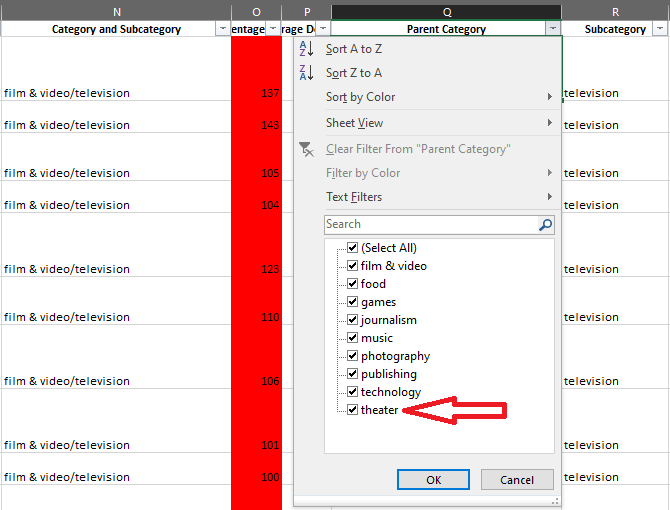 N O P Q R
Category and Subcategory entage rage Do Parent Category Subcategory
film & video/television 137 television
film & video/television 143 television
film & video/television 105 television
film & video/television 104 television
film & video/television 123 television
film & video/television 110 television
film & video/television 106 television
film & video/television 101 television
film & video/television 100 television
Sort A to Z
Sort Z to A
Sort by Color
Sheet View
Clear Filter From "Parent Category"
Filter by Color
Text Filters
Search
(Select All)
film & video
food
games
journalism
music
photography
publishing
technology
theater
OK Cancel